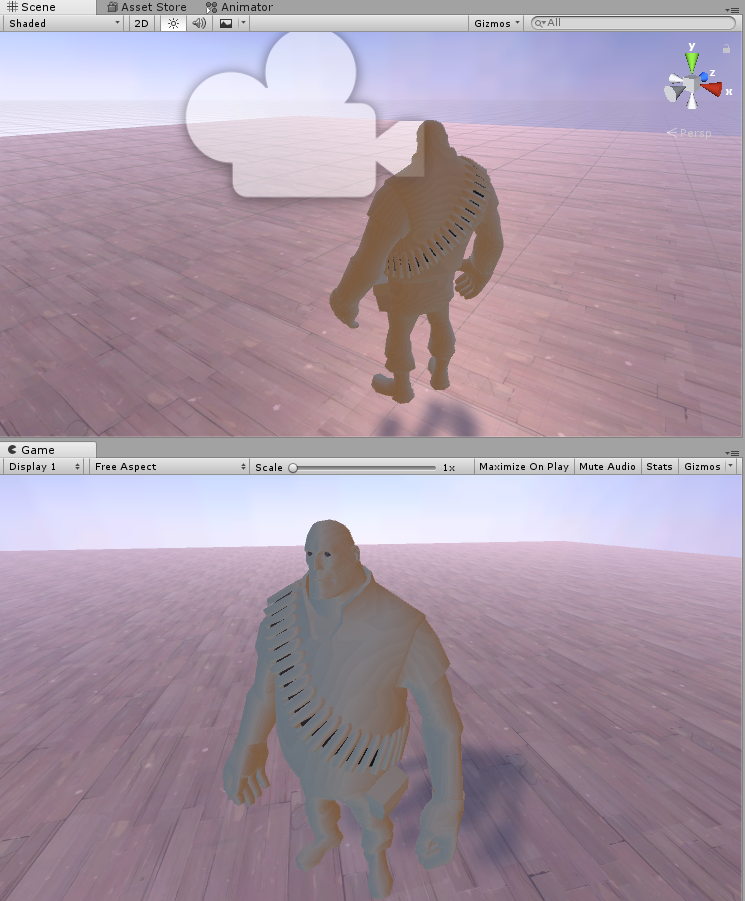 Scene Asset Store Animator
Shaded 2D Gizmos All
y
z
x
Persp
Game
Display 1 Free Aspect Scale 1x Maximize On Play Mute Audio Stats Gizmos